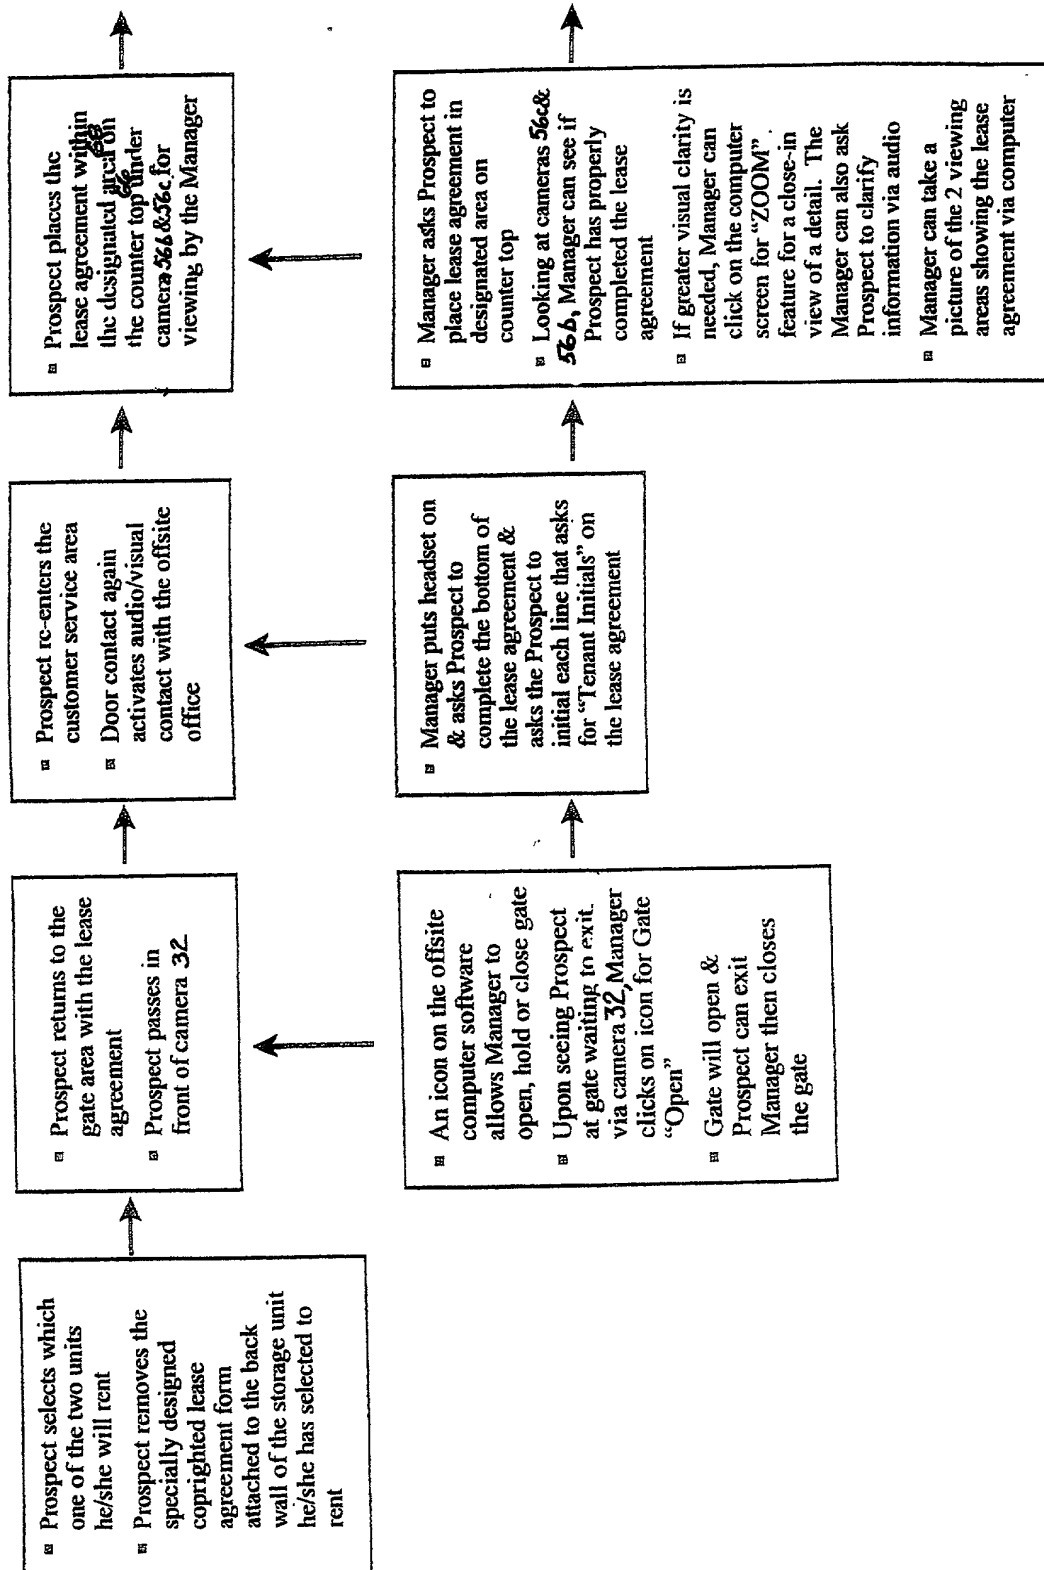 Prospect selects which
one of the two units
he/she will rent
Prospect removes the
specially designed
coprighted lease
agreement form
attached to the back
wall of the storage unit
he/she has selected to
rent
Prospect returns to the
gate area with the lease
agreement
Prospect passes in
front of camera 32
Prospect re-enters the
customer service area
Door contact again
activates audio/visual
contact with the offsite
office
Prospect places the
lease agreement within
the designated area on
the counter top 66 under
camera 56b & 56c for
viewing by the Manager
An icon on the offsite
computer software
allows Manager to
open, hold or close gate
Upon seeing Prospect
at gate waiting to exit
via camera 32, Manager
clicks on icon for Gate
“Open”
Gate will open &
Prospect can exit
Manager then closes
the gate
Manager puts headset on
& asks Prospect to
complete the bottom of
the lease agreement &
asks the Prospect to
initial each line that asks
for “Tenant Initials” on
the lease agreement
Manager asks Prospect to
place lease agreement in
designated area on
counter top
Looking at cameras 56c &
56b, Manager can see if
Prospect has properly
completed the lease
agreement
If greater visual clarity is
needed, Manager can
click on the computer
screen for “ZOOM”
feature for a close-in
view of a detail. The
Manager can also ask
Prospect to clarify
information via audio
Manager can take a
picture of the 2 viewing
areas showing the lease
agreement via computer